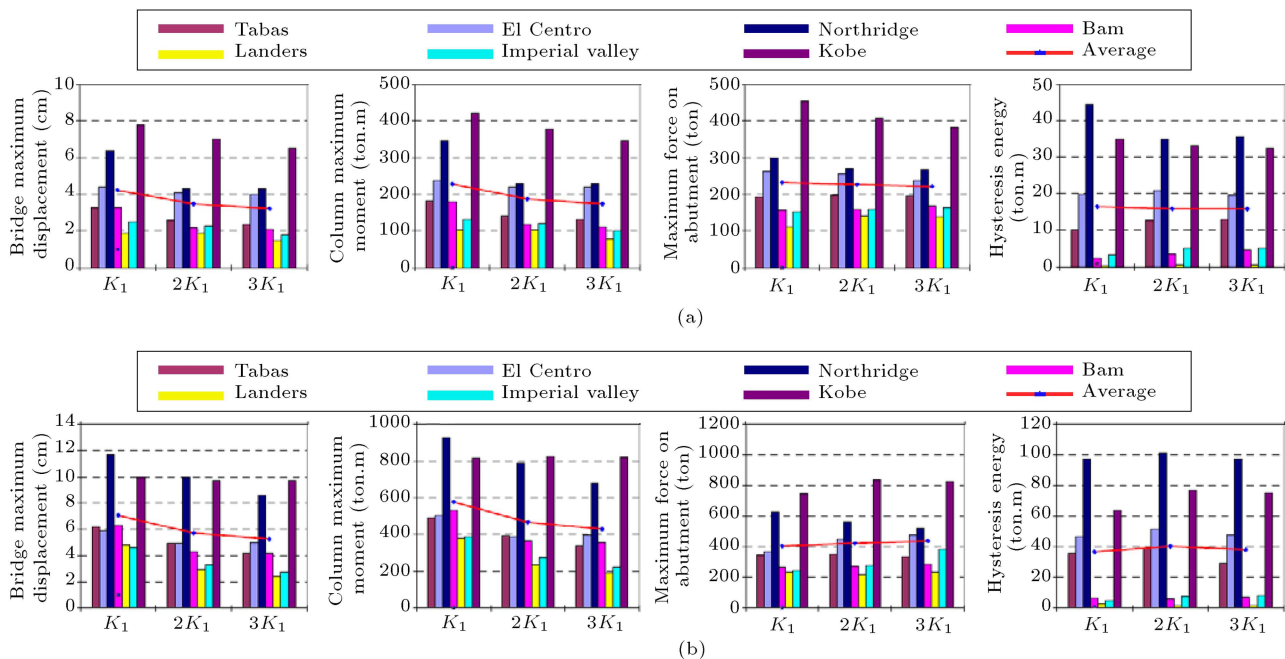 Tabas El Centro Northridge Bam
Landers Imperial valley Kobe Average
Bridge maximum
displacement (cm)
10
8
6
4
2
0
K1 2K1 3K1
Column maximum
moment (ton.m)
500
400
300
200
100
0
K1 2K1 3K1
Maximum force on
abutment (ton)
500
400
300
200
100
0
K1 2K1 3K1
Hysteresis energy
(ton.m)
50
40
30
20
10
0
K1 2K1 3K1
(a)
Tabas El Centro Northridge Bam
Landers Imperial valley Kobe Average
Bridge maximum
displacement (cm)
14
12
10
8
6
4
2
0
K1 2K1 3K1
Column maximum
moment (ton.m)
1000
800
600
400
200
0
K1 2K1 3K1
Maximum force on
abutment (ton)
1200
1000
800
600
400
200
0
K1 2K1 3K1
Hysteresis energy
(ton.m)
120
100
80
60
40
20
0
K1 2K1 3K1
(b)